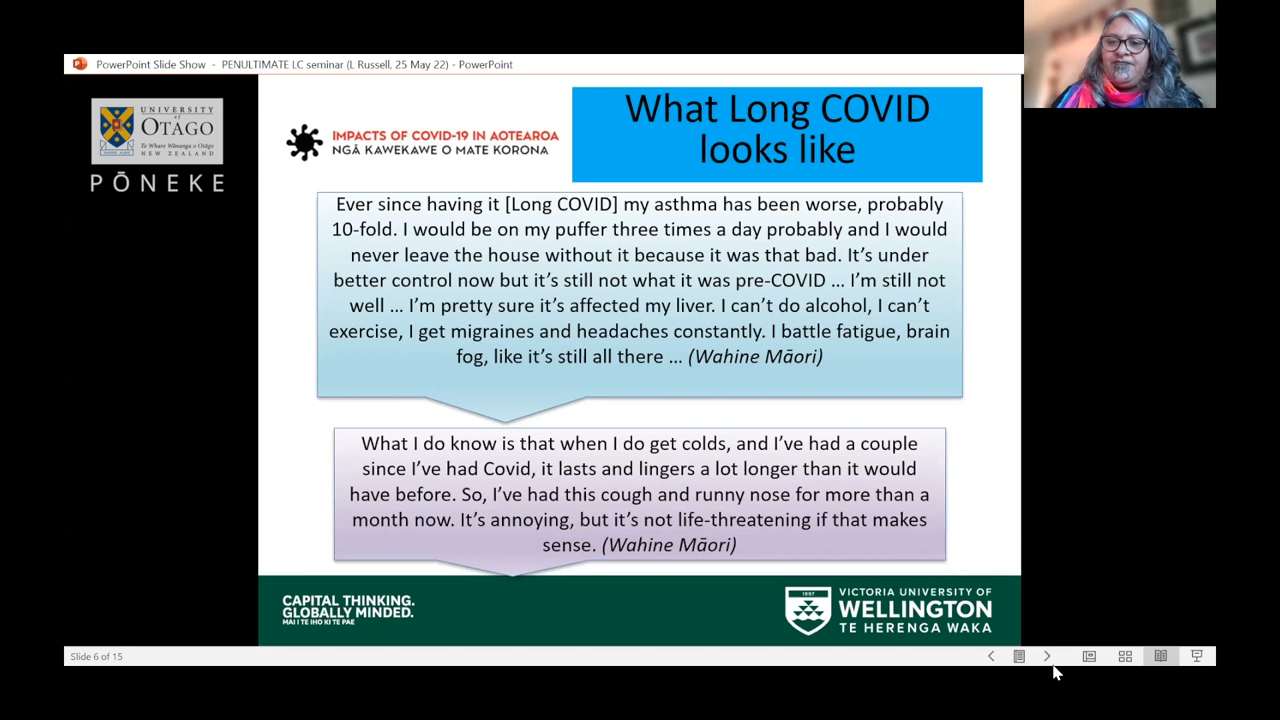 PowerPoint Slide Show - PENULTIMATE LC seminar (L Russell, 25 May 22) - PowerPoint
UNIVERSITY
of
OTAGO
Te Whare Wānanga o Otāgo
NEW ZEALAND
PŌNEKE
IMPACTS OF COVID-19 IN AOTEAROA
NGĀ KAWEKAWE O MATE KORONA
What Long COVID
looks like
Ever since having it [Long COVID] my asthma has been worse, probably
10-fold. I would be on my puffer three times a day probably and I would
never leave the house without it because it was that bad. It’s under
better control now but it’s still not what it was pre-COVID … I’m still not
well … I’m pretty sure it’s affected my liver. I can’t do alcohol, I can’t
exercise, I get migraines and headaches constantly. I battle fatigue, brain
fog, like it’s still all there … (Wahine Māori)
What I do know is that when I do get colds, and I’ve had a couple
since I’ve had Covid, it lasts and lingers a lot longer than it would
have before. So, I’ve had this cough and runny nose for more than a
month now. It’s annoying, but it’s not life-threatening if that makes
sense. (Wahine Māori)
CAPITAL THINKING.
GLOBALLY MINDED.
MAI I TE IHO KI TE PAE
1897
VICTORIA UNIVERSITY OF
WELLINGTON
TE HERENGA WAKA
Slide 6 of 15